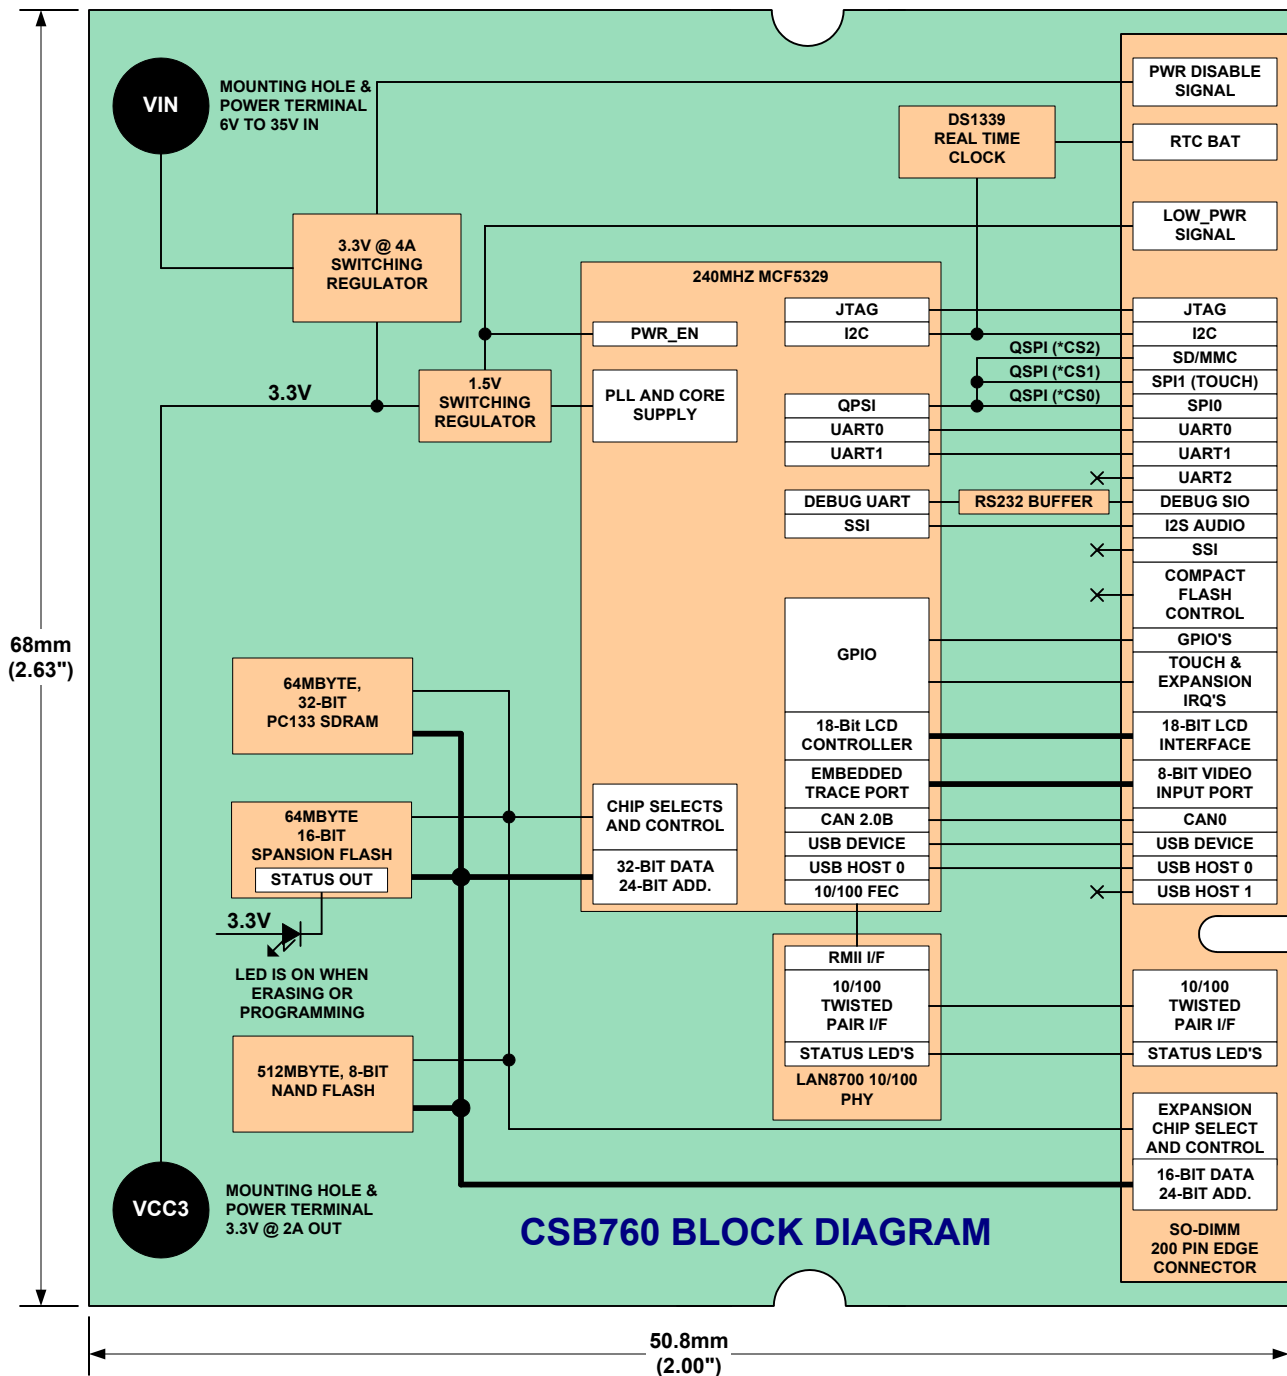 VIN
MOUNTING HOLE &
POWER TERMINAL
6V TO 35V IN
3.3V @ 4A
SWITCHING
REGULATOR
3.3V
1.5V
SWITCHING
REGULATOR
DS1339
REAL TIME
CLOCK
240MHZ MCF5329
PWR_EN
PLL AND CORE
SUPPLY
JTAG
I2C
QPSI
UART0
UART1
DEBUG UART
SSI
GPIO
18-Bit LCD
CONTROLLER
EMBEDDED
TRACE PORT
CAN 2.0B
USB DEVICE
USB HOST 0
10/100 FEC
CHIP SELECTS
AND CONTROL
32-BIT DATA
24-BIT ADD.
QSPI (*CS2)
QSPI (*CS1)
QSPI (*CS0)
RS232 BUFFER
PWR DISABLE
SIGNAL
RTC BAT
LOW_PWR
SIGNAL
JTAG
I2C
SD/MMC
SPI1 (TOUCH)
SPI0
UART0
UART1
UART2
DEBUG SIO
I2S AUDIO
SSI
COMPACT
FLASH
CONTROL
GPIO'S
TOUCH &
EXPANSION
IRQ'S
18-BIT LCD
INTERFACE
8-BIT VIDEO
INPUT PORT
CAN0
USB DEVICE
USB HOST 0
USB HOST 1
10/100
TWISTED
PAIR I/F
STATUS LED'S
EXPANSION
CHIP SELECT
AND CONTROL
16-BIT DATA
24-BIT ADD.
SO-DIMM
200 PIN EDGE
CONNECTOR
68mm
(2.63")
64MBYTE,
32-BIT
PC133 SDRAM
64MBYTE
16-BIT
SPANSION FLASH
STATUS OUT
3.3V
LED IS ON WHEN
ERASING OR
PROGRAMMING
512MBYTE, 8-BIT
NAND FLASH
RMII I/F
10/100
TWISTED
PAIR I/F
STATUS LED'S
LAN8700 10/100
PHY
VCC3
MOUNTING HOLE &
POWER TERMINAL
3.3V @ 2A OUT
CSB760 BLOCK DIAGRAM
50.8mm
(2.00")